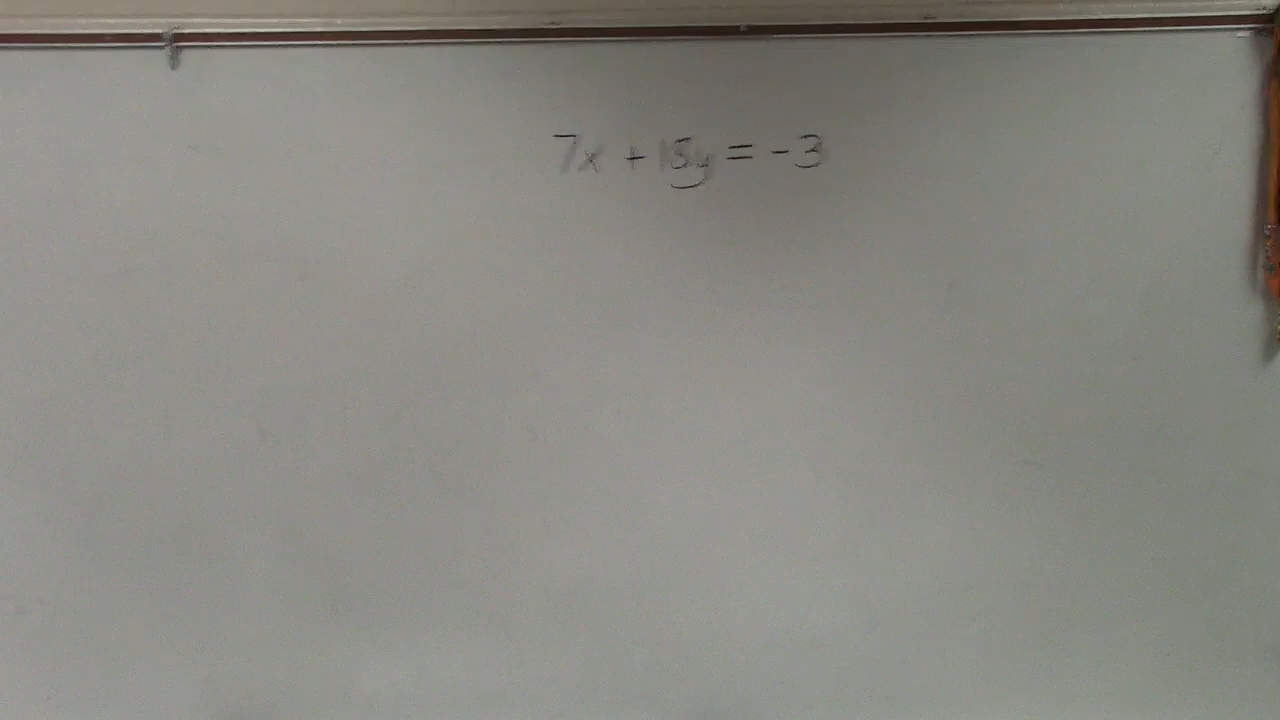 7x + 15y = -3